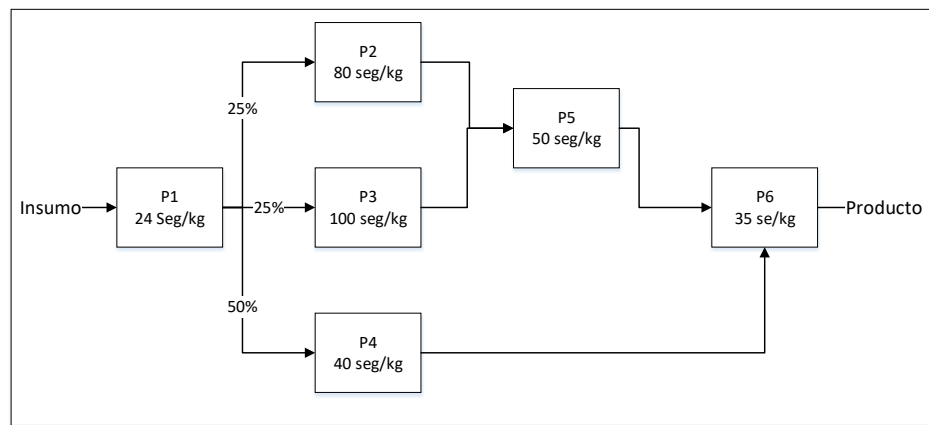 P2
80 seg/kg
25%
P5
50 seg/kg
Insumo
P1
24 Seg/kg
25%
P3
100 seg/kg
P6
35 se/kg
Producto
50%
P4
40 seg/kg